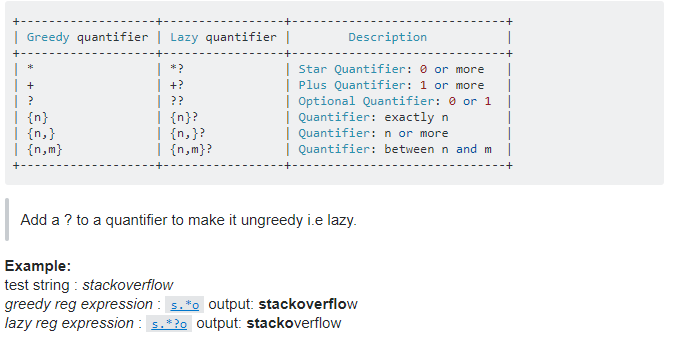 +------------------+-----------------+----------------------------+
| Greedy quantifier | Lazy quantifier | Description |
+------------------+-----------------+----------------------------+
| * | *? | Star Quantifier: 0 or more |
| + | +? | Plus Quantifier: 1 or more |
| ? | ?? | Optional Quantifier: 0 or 1 |
| {n} | {n}? | Quantifier: exactly n |
| {n,} | {n,}? | Quantifier: n or more |
| {n,m} | {n,m}? | Quantifier: between n and m |
+------------------+-----------------+----------------------------+
Add a ? to a quantifier to make it ungreedy i.e lazy.
Example:
test string : stackoverflow
greedy reg expression : s.*o output: stackoverflow
lazy reg expression : s.*?o output: stackoverflow